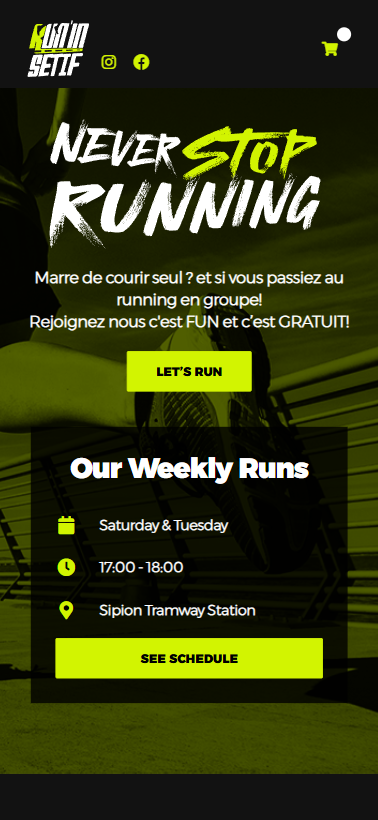 RUN'IN
SETIF
NEVER STOP
RUNNING
Marre de courir seul ? et si vous passiez au
running en groupe!
Rejoignez nous c'est FUN et c'est GRATUIT!
LET'S RUN
Our Weekly Runs
Saturday & Tuesday
17:00 - 18:00
Sipion Tramway Station
SEE SCHEDULE